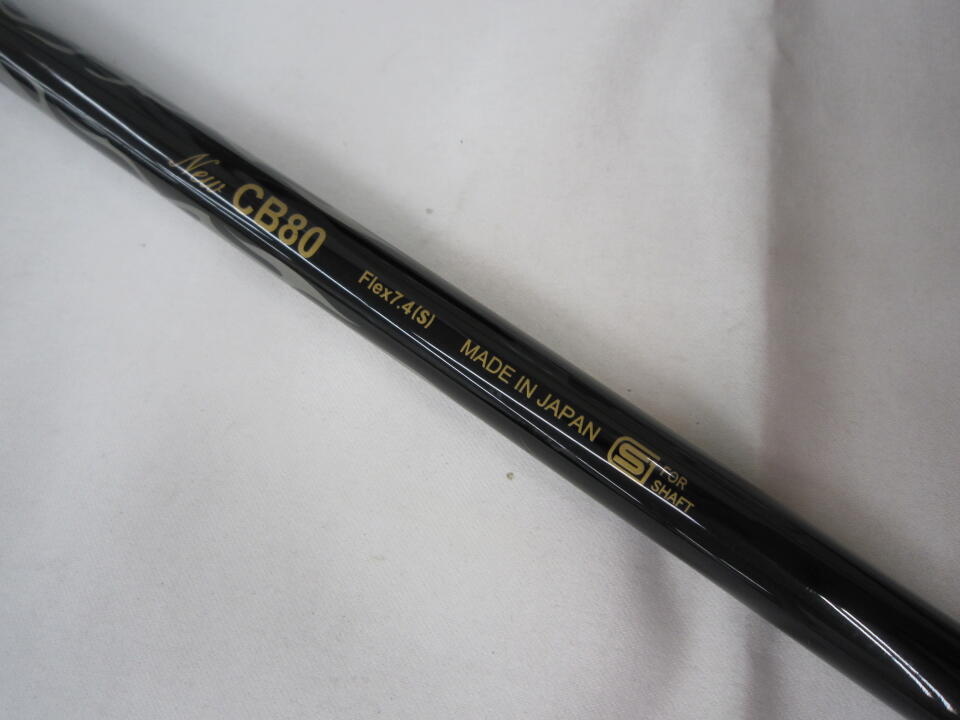 New CB80 Flex7.4(S) MADE IN JAPAN S FOR
SHAFT